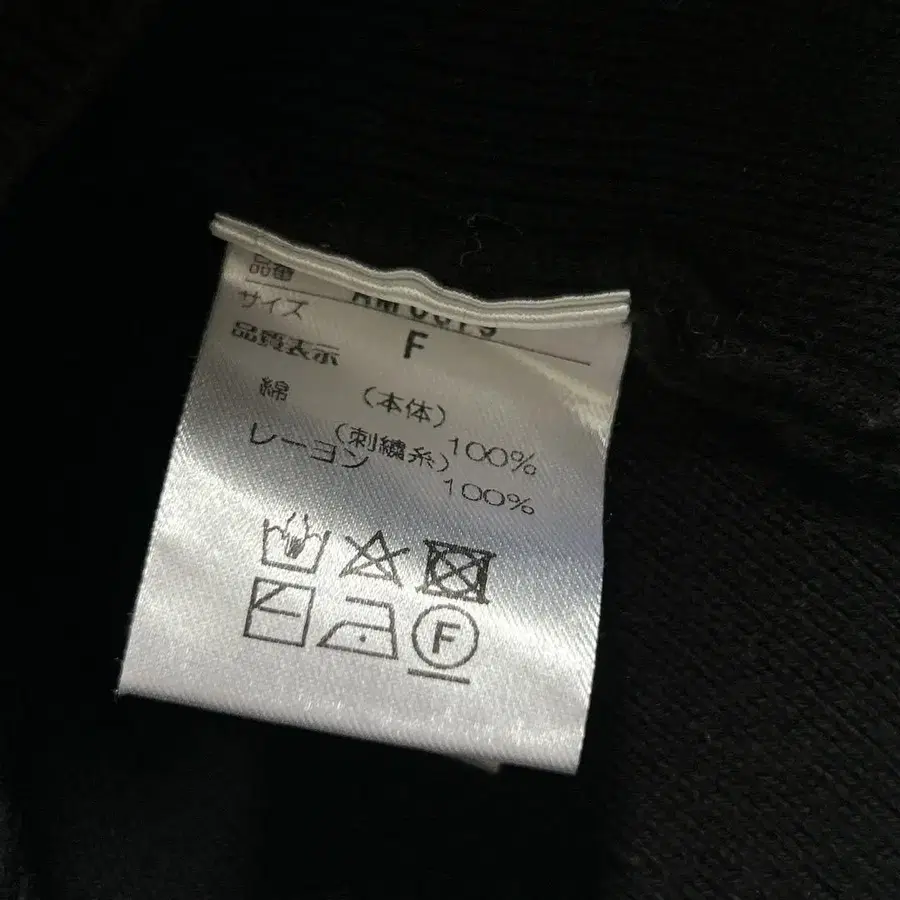 品番
サイズ F
品質表示
(本体)
綿 100%
(刺繍糸)
レーヨン 100%
F